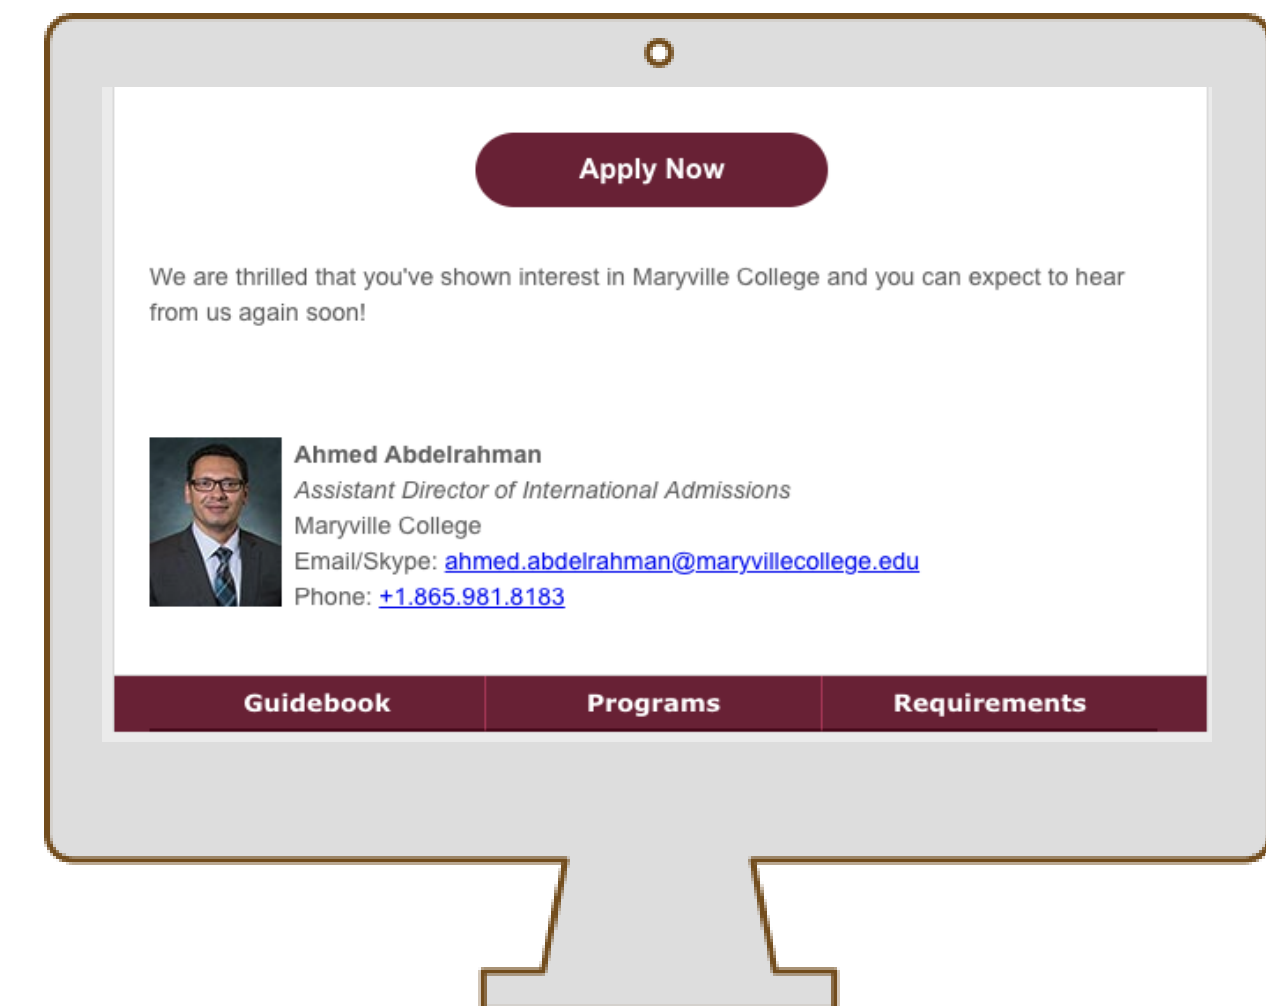 Apply Now
We are thrilled that you've shown interest in Maryville College and you can expect to hear
from us again soon!
Ahmed Abdelrahman
Assistant Director of International Admissions
Maryville College
Email/Skype: ahmed.abdelrahman@maryvillecollege.edu
Phone: +1.865.981.8183
Guidebook Programs Requirements